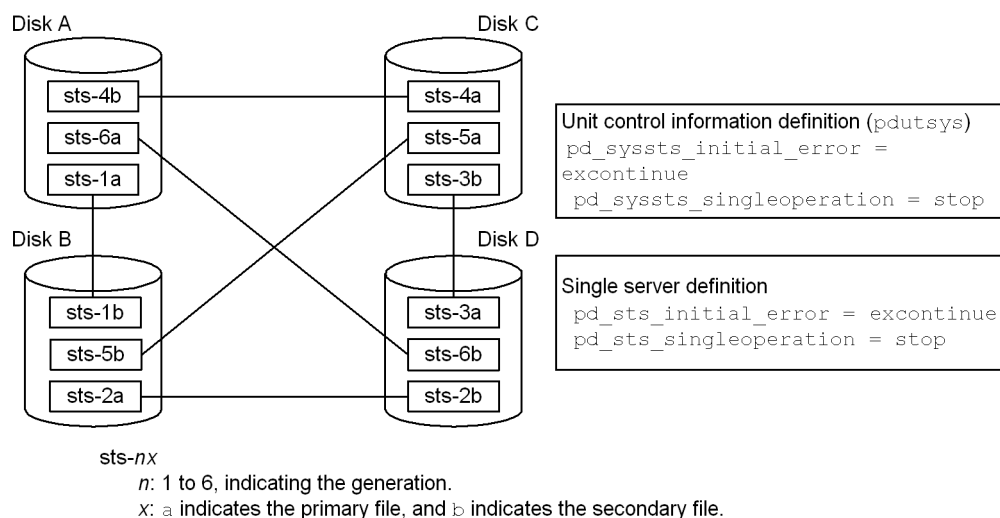 Disk A
sts-4b
sts-6a
sts-1a
Disk C
sts-4a
sts-5a
sts-3b
Disk B
sts-1b
sts-5b
sts-2a
Disk D
sts-3a
sts-6b
sts-2b
Unit control information definition (pdutsys)
pd_syssts_initial_error =
excontinue
pd_syssts_singleoperation = stop
Single server definition
pd_sts_initial_error = excontinue
pd_sts_singleoperation = stop
sts-nx
n: 1 to 6, indicating the generation.
x: a indicates the primary file, and b indicates the secondary file.